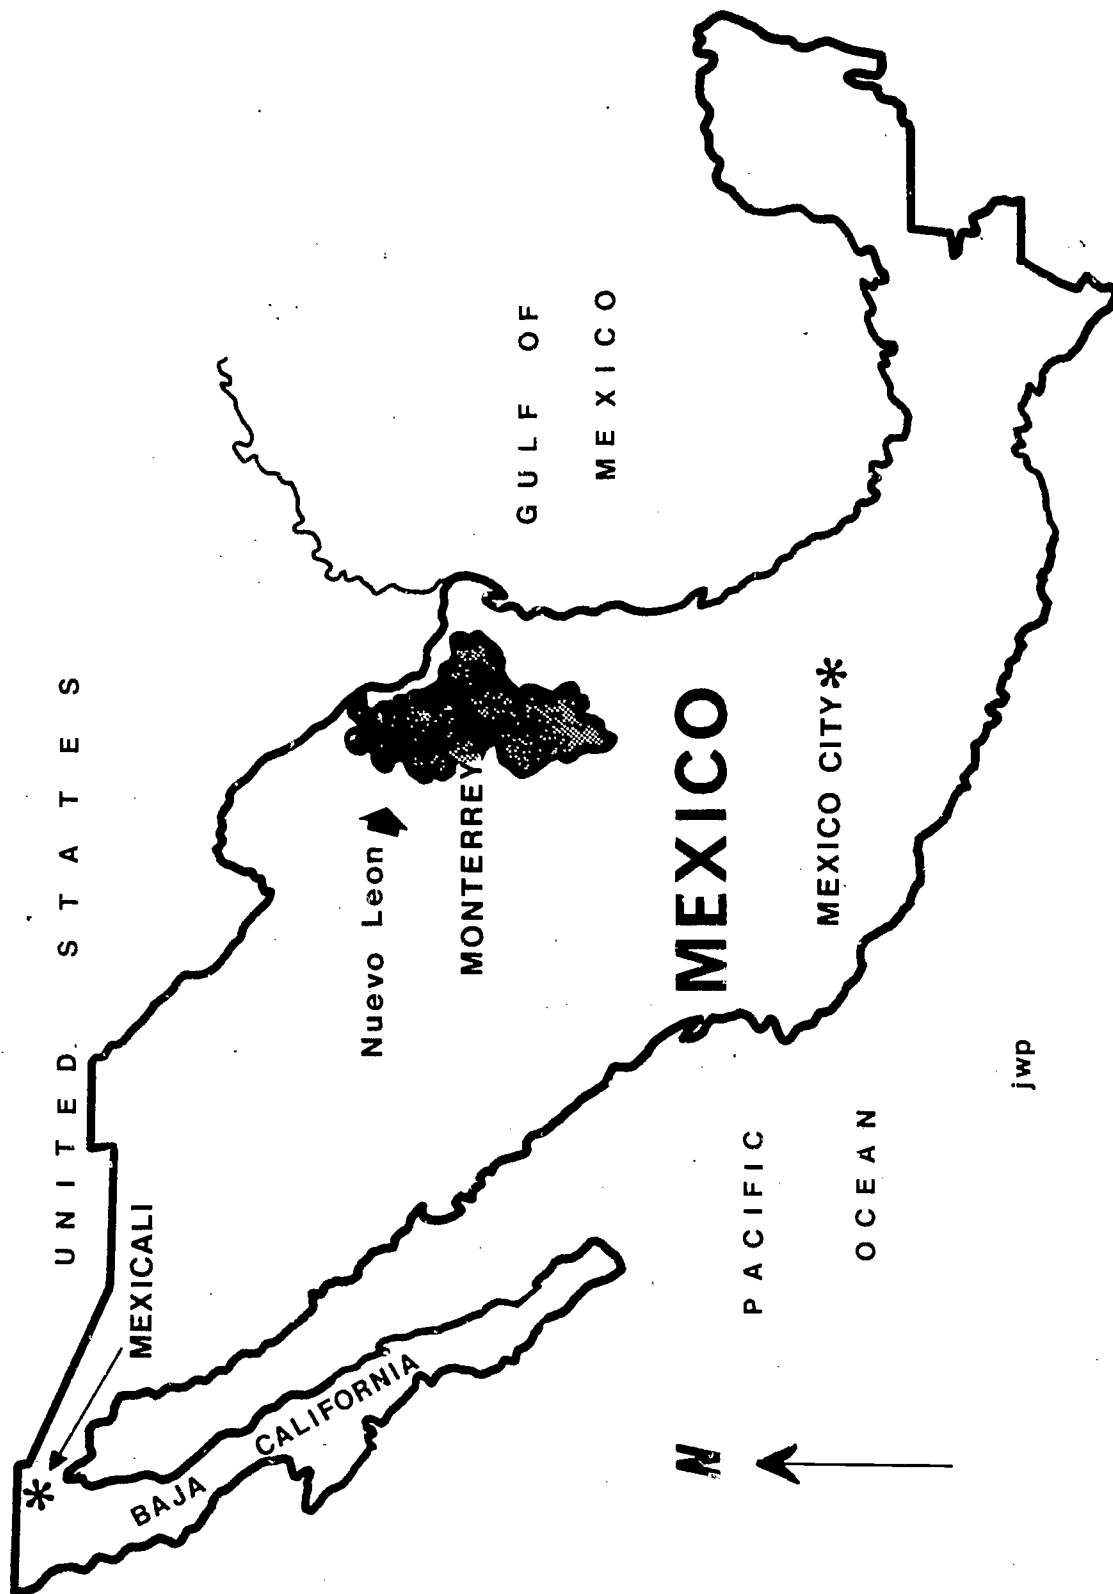 UNITED STATES
MEXICALI
BAJA CALIFORNIA
Nuevo Leon
MONTERREY
GULF OF
MEXICO
MEXICO
MEXICO CITY
PACIFIC
OCEAN
N
jwp